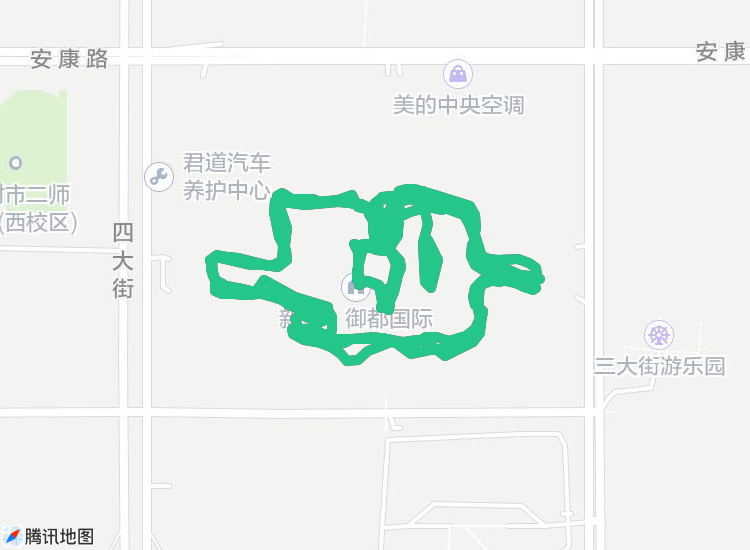 安康路
安康
美的中央空调
君道汽车
养护中心
市二师
(西校区)
四大街
新
御都国际
三大街游乐园
腾讯地图